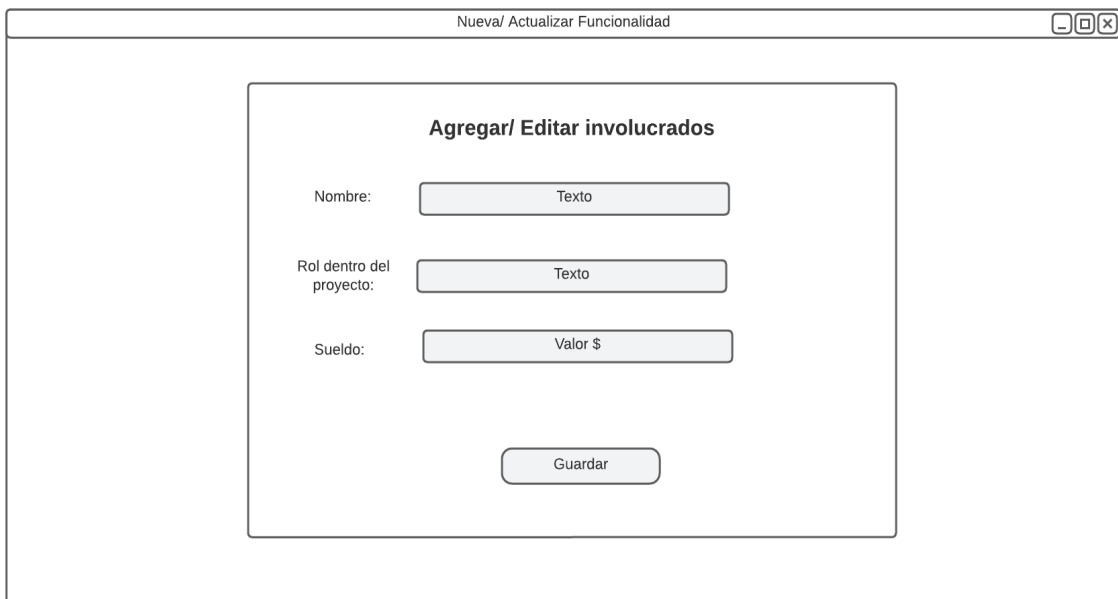 Nueva/ Actualizar Funcionalidad
Agregar/ Editar involucrados
Nombre:
Texto
Rol dentro del
proyecto:
Texto
Sueldo:
Valor $
Guardar